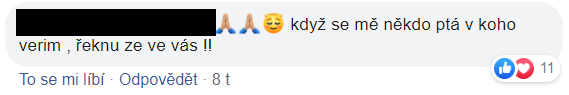 🙏🏽🙏🏽😇 když se mě někdo ptá v koho
verim , řeknu ze ve vás !!
To se mi líbí · Odpovědět · 8 t
11